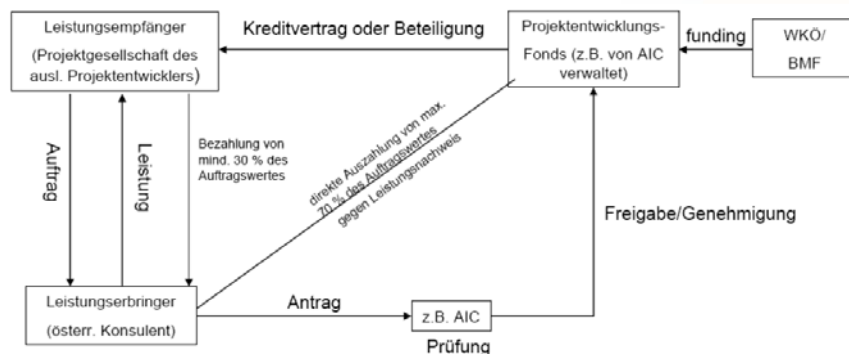 Leistungsempfänger
(Projektgesellschaft des
ausl. Projektentwicklers)
Kreditvertrag oder Beteiligung
Projektentwicklungs-
Fonds (z.B. von AIC
verwaltet)
funding
WKÖ/
BMF
Auftrag
Leistung
Bezahlung von
mind. 30 % des
Auftragswertes
direkte Auszahlung von max.
70 % des Auftragswertes
gegen Leistungsnachweis
Freigabe/Genehmigung
Leistungserbringer
(österr. Konsulent)
Antrag
z.B. AIC
Prüfung